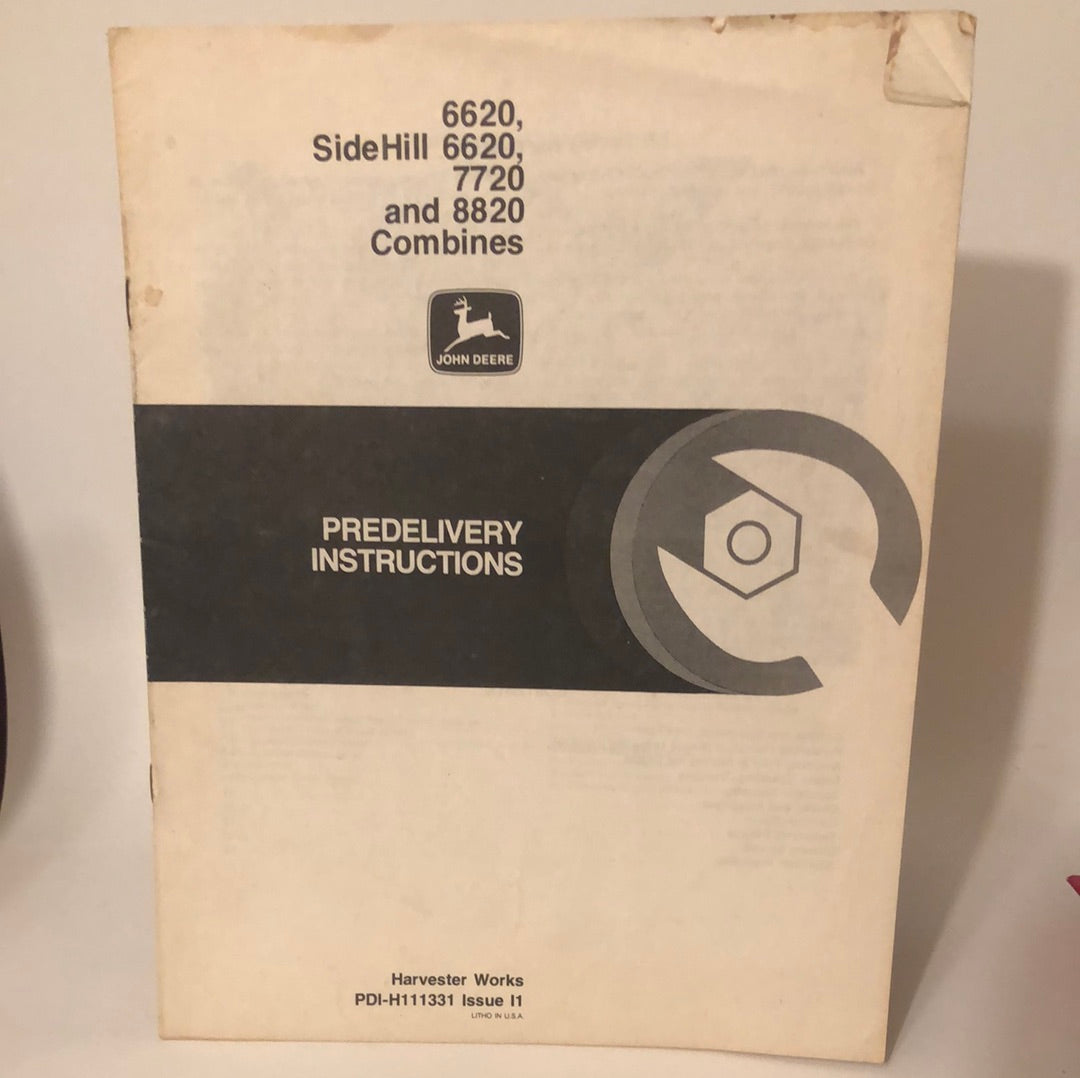 6620,
SideHill 6620,
7720
and 8820
Combines
JOHN DEERE
PREDELIVERY
INSTRUCTIONS
Harvester Works
PDI-H111331 Issue I1
LITHO IN U.S.A.